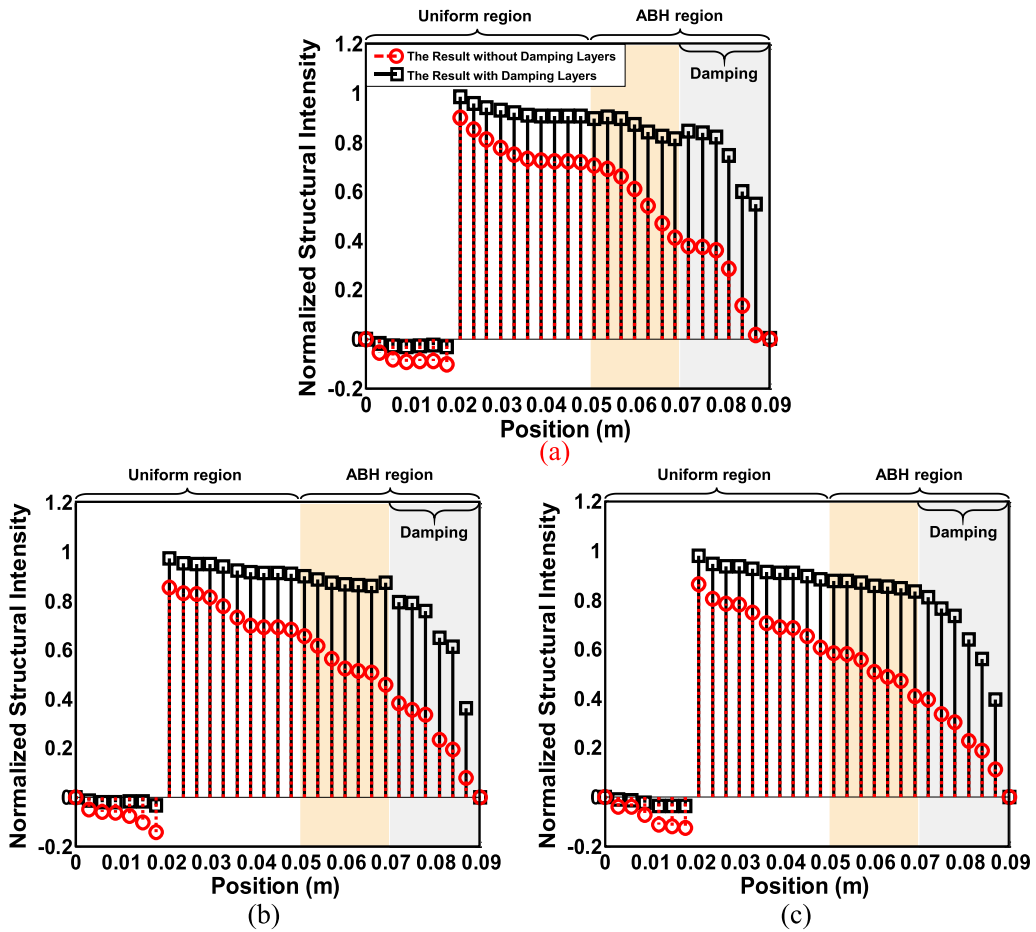 Uniform region ABH region
1.2
The Result without Damping Layers
The Result with Damping Layers
Damping
1
0.8
0.6
0.4
0.2
0
-0.2
Normalized Structural Intensity
0 0.01 0.02 0.03 0.04 0.05 0.06 0.07 0.08 0.09
Position (m)
(a)
Uniform region ABH region
1.2
Damping
1
0.8
0.6
0.4
0.2
0
-0.2
Normalized Structural Intensity
0 0.01 0.02 0.03 0.04 0.05 0.06 0.07 0.08 0.09
Position (m)
(b)
Uniform region ABH region
1.2
Damping
1
0.8
0.6
0.4
0.2
0
-0.2
Normalized Structural Intensity
0 0.01 0.02 0.03 0.04 0.05 0.06 0.07 0.08 0.09
Position (m)
(c)